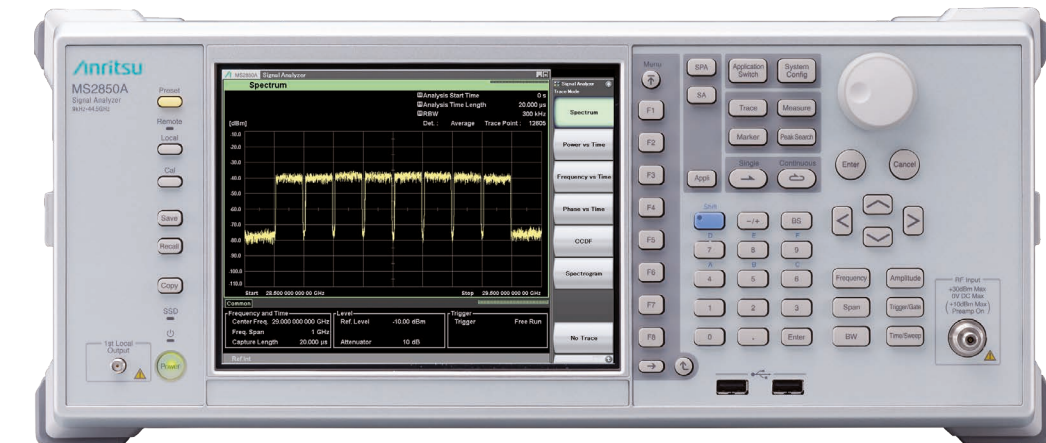 Anritsu
MS2850A
Signal Analyzer
9kHz-44.5GHz
Preset
Remote
Local
Cal
Save
Recall
Copy
SSD
Power
1st Local
Output
MS2850A Signal Analyzer
Spectrum
Analysis Start Time 0 s
Analysis Time Length 20.000 µs
RBW 300 kHz
[dBm] Det. : Average Trace Point : 12605
-10.0
-20.0
-30.0
-40.0
-50.0
-60.0
-70.0
-80.0
-90.0
-100.0
-110.0
Start 28.500 000 000 00 GHz Stop 29.500 000 000 00 GHz
Common
Frequency and Time Level Trigger
Center Freq. 29.000 000 000 GHz Ref. Level -10.00 dBm Trigger Free Run
Freq. Span 1 GHz
Capture Length 20.000 µs Attenuator 10 dB
Ref.Int
Signal Analyzer
Trace Mode
Spectrum
Power vs Time
Frequency vs Time
Phase vs Time
CCDF
Spectrogram
No Trace
Menu
F1
F2
F3
F4
F5
F6
F7
F8
SPA
Application
Switch
System
Config
SA
Trace
Measure
Marker
Peak Search
Single
Continuous
Appli
Enter
Cancel
Shift
-/+
BS
D E F
7 8 9
A B C
4 5 6
1 2 3
0 . Enter
Frequency
Amplitude
Span
Trigger/Gate
BW
Time/Sweep
RF Input
+30dBm Max
0V DC Max
(+10dBm Max
Preamp On)